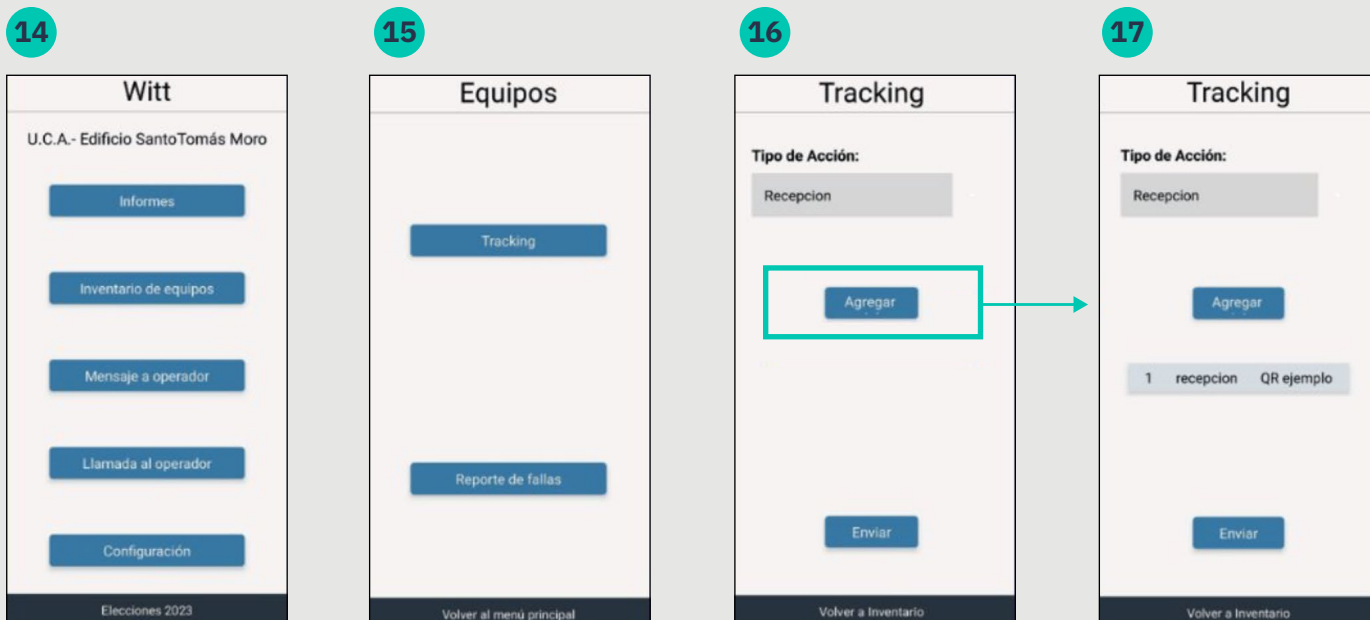 14
Witt
U.C.A.- Edificio SantoTomás Moro
Informes
Inventario de equipos
Mensaje a operador
Llamada al operador
Configuración
Elecciones 2023
15
Equipos
Tracking
Reporte de fallas
Volver al menú principal
16
Tracking
Tipo de Acción:
Recepcion
Agregar
Enviar
Volver a Inventario
17
Tracking
Tipo de Acción:
Recepcion
Agregar
1 recepcion QR ejemplo
Enviar
Volver a Inventario